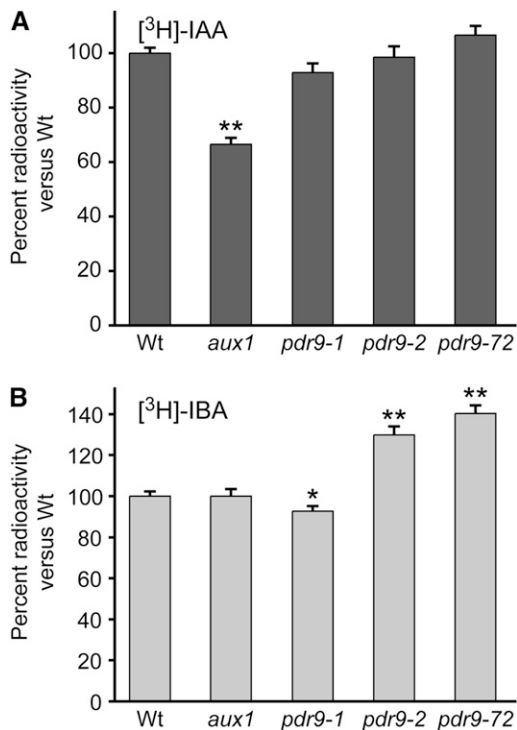 A
[³H]-IAA
Percent radioactivity
versus Wt
100
80
60
40
20
0
**
Wt
aux1
pdr9-1
pdr9-2
pdr9-72
B
[³H]-IBA
Percent radioactivity
versus Wt
140
120
100
80
60
40
20
0
*
**
**
Wt
aux1
pdr9-1
pdr9-2
pdr9-72